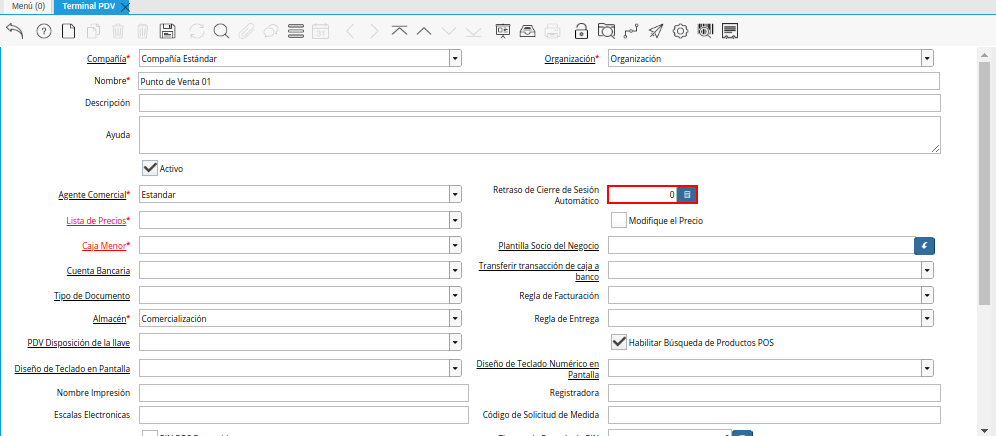 Menú (0) Terminal PDV
Compañía* Compañía Estándar Organización* Organización
Nombre* Punto de Venta 01
Descripción
Ayuda
Activo
Agente Comercial* Estandar Retraso de Cierre de Sesión Automático 0
Lista de Precios* Modifique el Precio
Caja Menor* Plantilla Socio del Negocio
Cuenta Bancaria Transferir transacción de caja a banco
Tipo de Documento Regla de Facturación
Almacén* Comercialización Regla de Entrega
PDV Disposición de la llave Habilitar Búsqueda de Productos POS
Diseño de Teclado en Pantalla Diseño de Teclado Numérico en Pantalla
Nombre Impresión Registradora
Escalas Electronicas Código de Solicitud de Medida